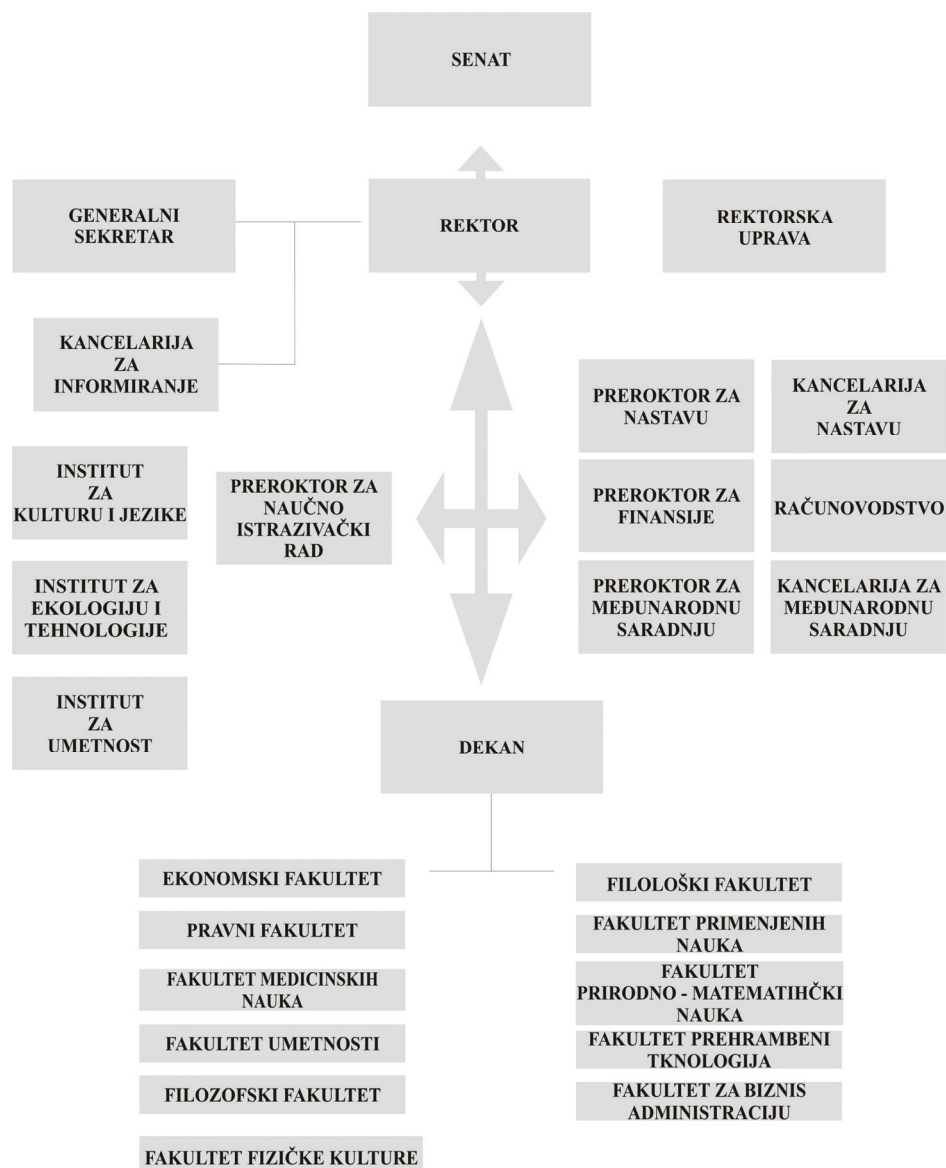 SENAT
GENERALNI
SEKRETAR
REKTOR
REKTORSKA
UPRAVA
KANCELARIJA
ZA
INFORMIRANJE
PREROKTOR ZA
NASTAVU
KANCELARIJA
ZA
NASTAVU
INSTITUT
ZA
KULTURU I JEZIKE
PREROKTOR ZA
NAUČNO
ISTRAZIVAČKI
RAD
PREROKTOR ZA
FINANSIJE
RAČUNOVODSTVO
INSTITUT ZA
EKOLOGIJU I
TEHNOLOGIJE
PREROKTOR ZA
MEĐUNARODNU
SARADNJU
KANCELARIJA ZA
MEĐUNARODNU
SARADNJU
INSTITUT
ZA
UMETNOST
DEKAN
EKONOMSKI FAKULTET
PRAVNI FAKULTET
FAKULTET MEDICINSKIH
NAUKA
FAKULTET UMETNOSTI
FILOZOFSKI FAKULTET
FAKULTET FIZIČKE KULTURE
FILOLOŠKI FAKULTET
FAKULTET PRIMENJENIH
NAUKA
FAKULTET
PRIRODNO - MATEMATIHČKI
NAUKA
FAKULTET PREHRAMBENI
TKNOLOGIJA
FAKULTET ZA BIZNIS
ADMINISTRACIJU